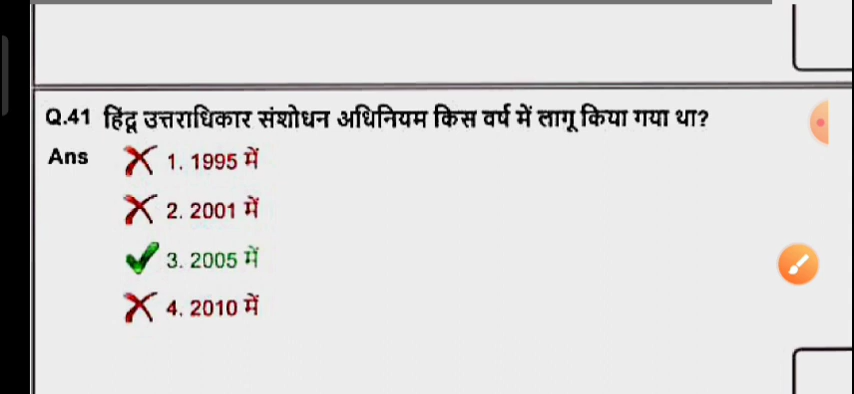 Q.41 हिंदू उत्तराधिकार संशोधन अधिनियम किस वर्ष में लागू किया गया था?
Ans 1. 1995 में
2. 2001 में
3. 2005 में
4. 2010 में